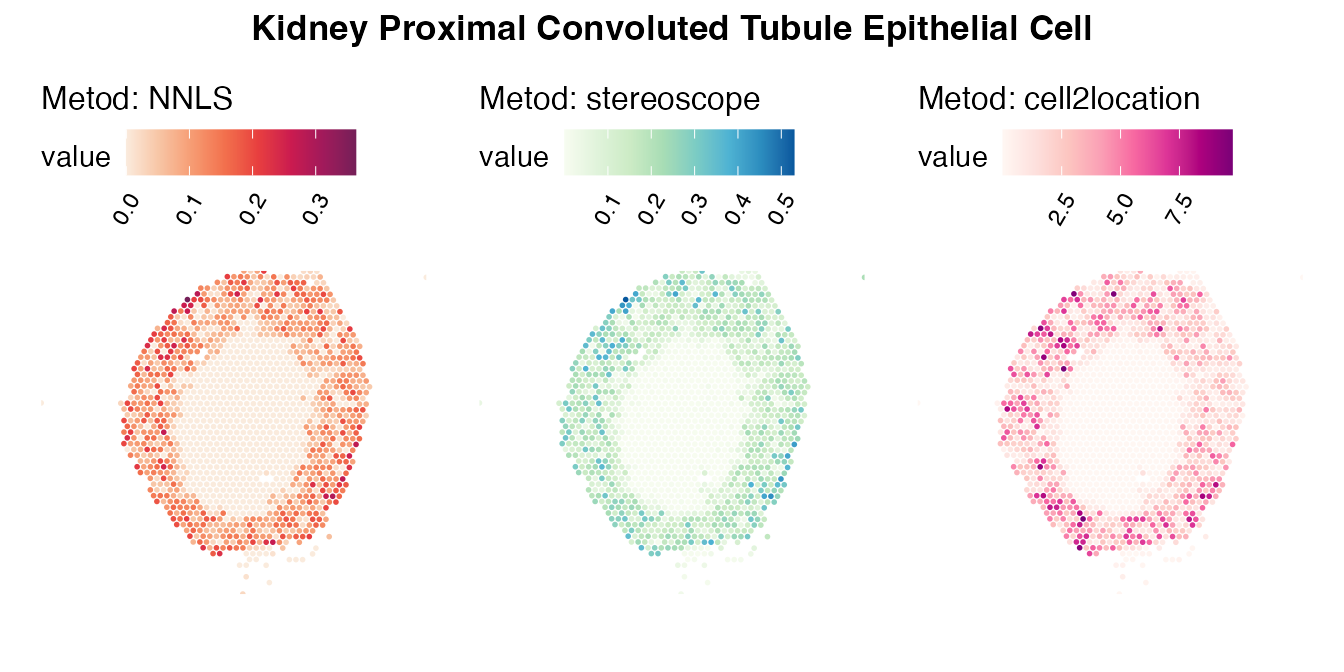 Kidney Proximal Convoluted Tubule Epithelial Cell
Metod: NNLS
value
0.0 0.1 0.2 0.3
Metod: stereoscope
value
0.1 0.2 0.3 0.4 0.5
Metod: cell2location
value
2.5 5.0 7.5